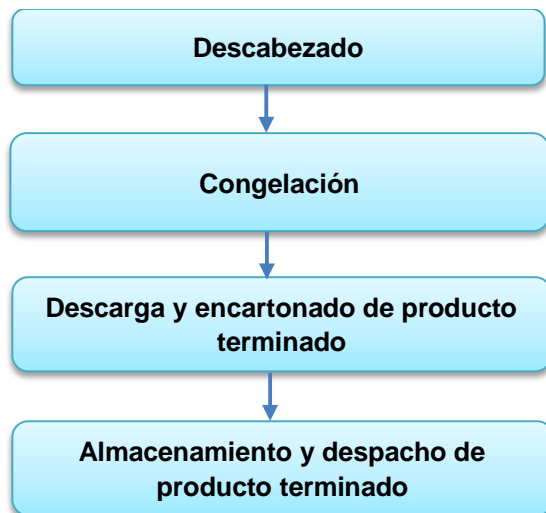 Descabezado
Congelación
Descarga y encartonado de producto
terminado
Almacenamiento y despacho de
producto terminado